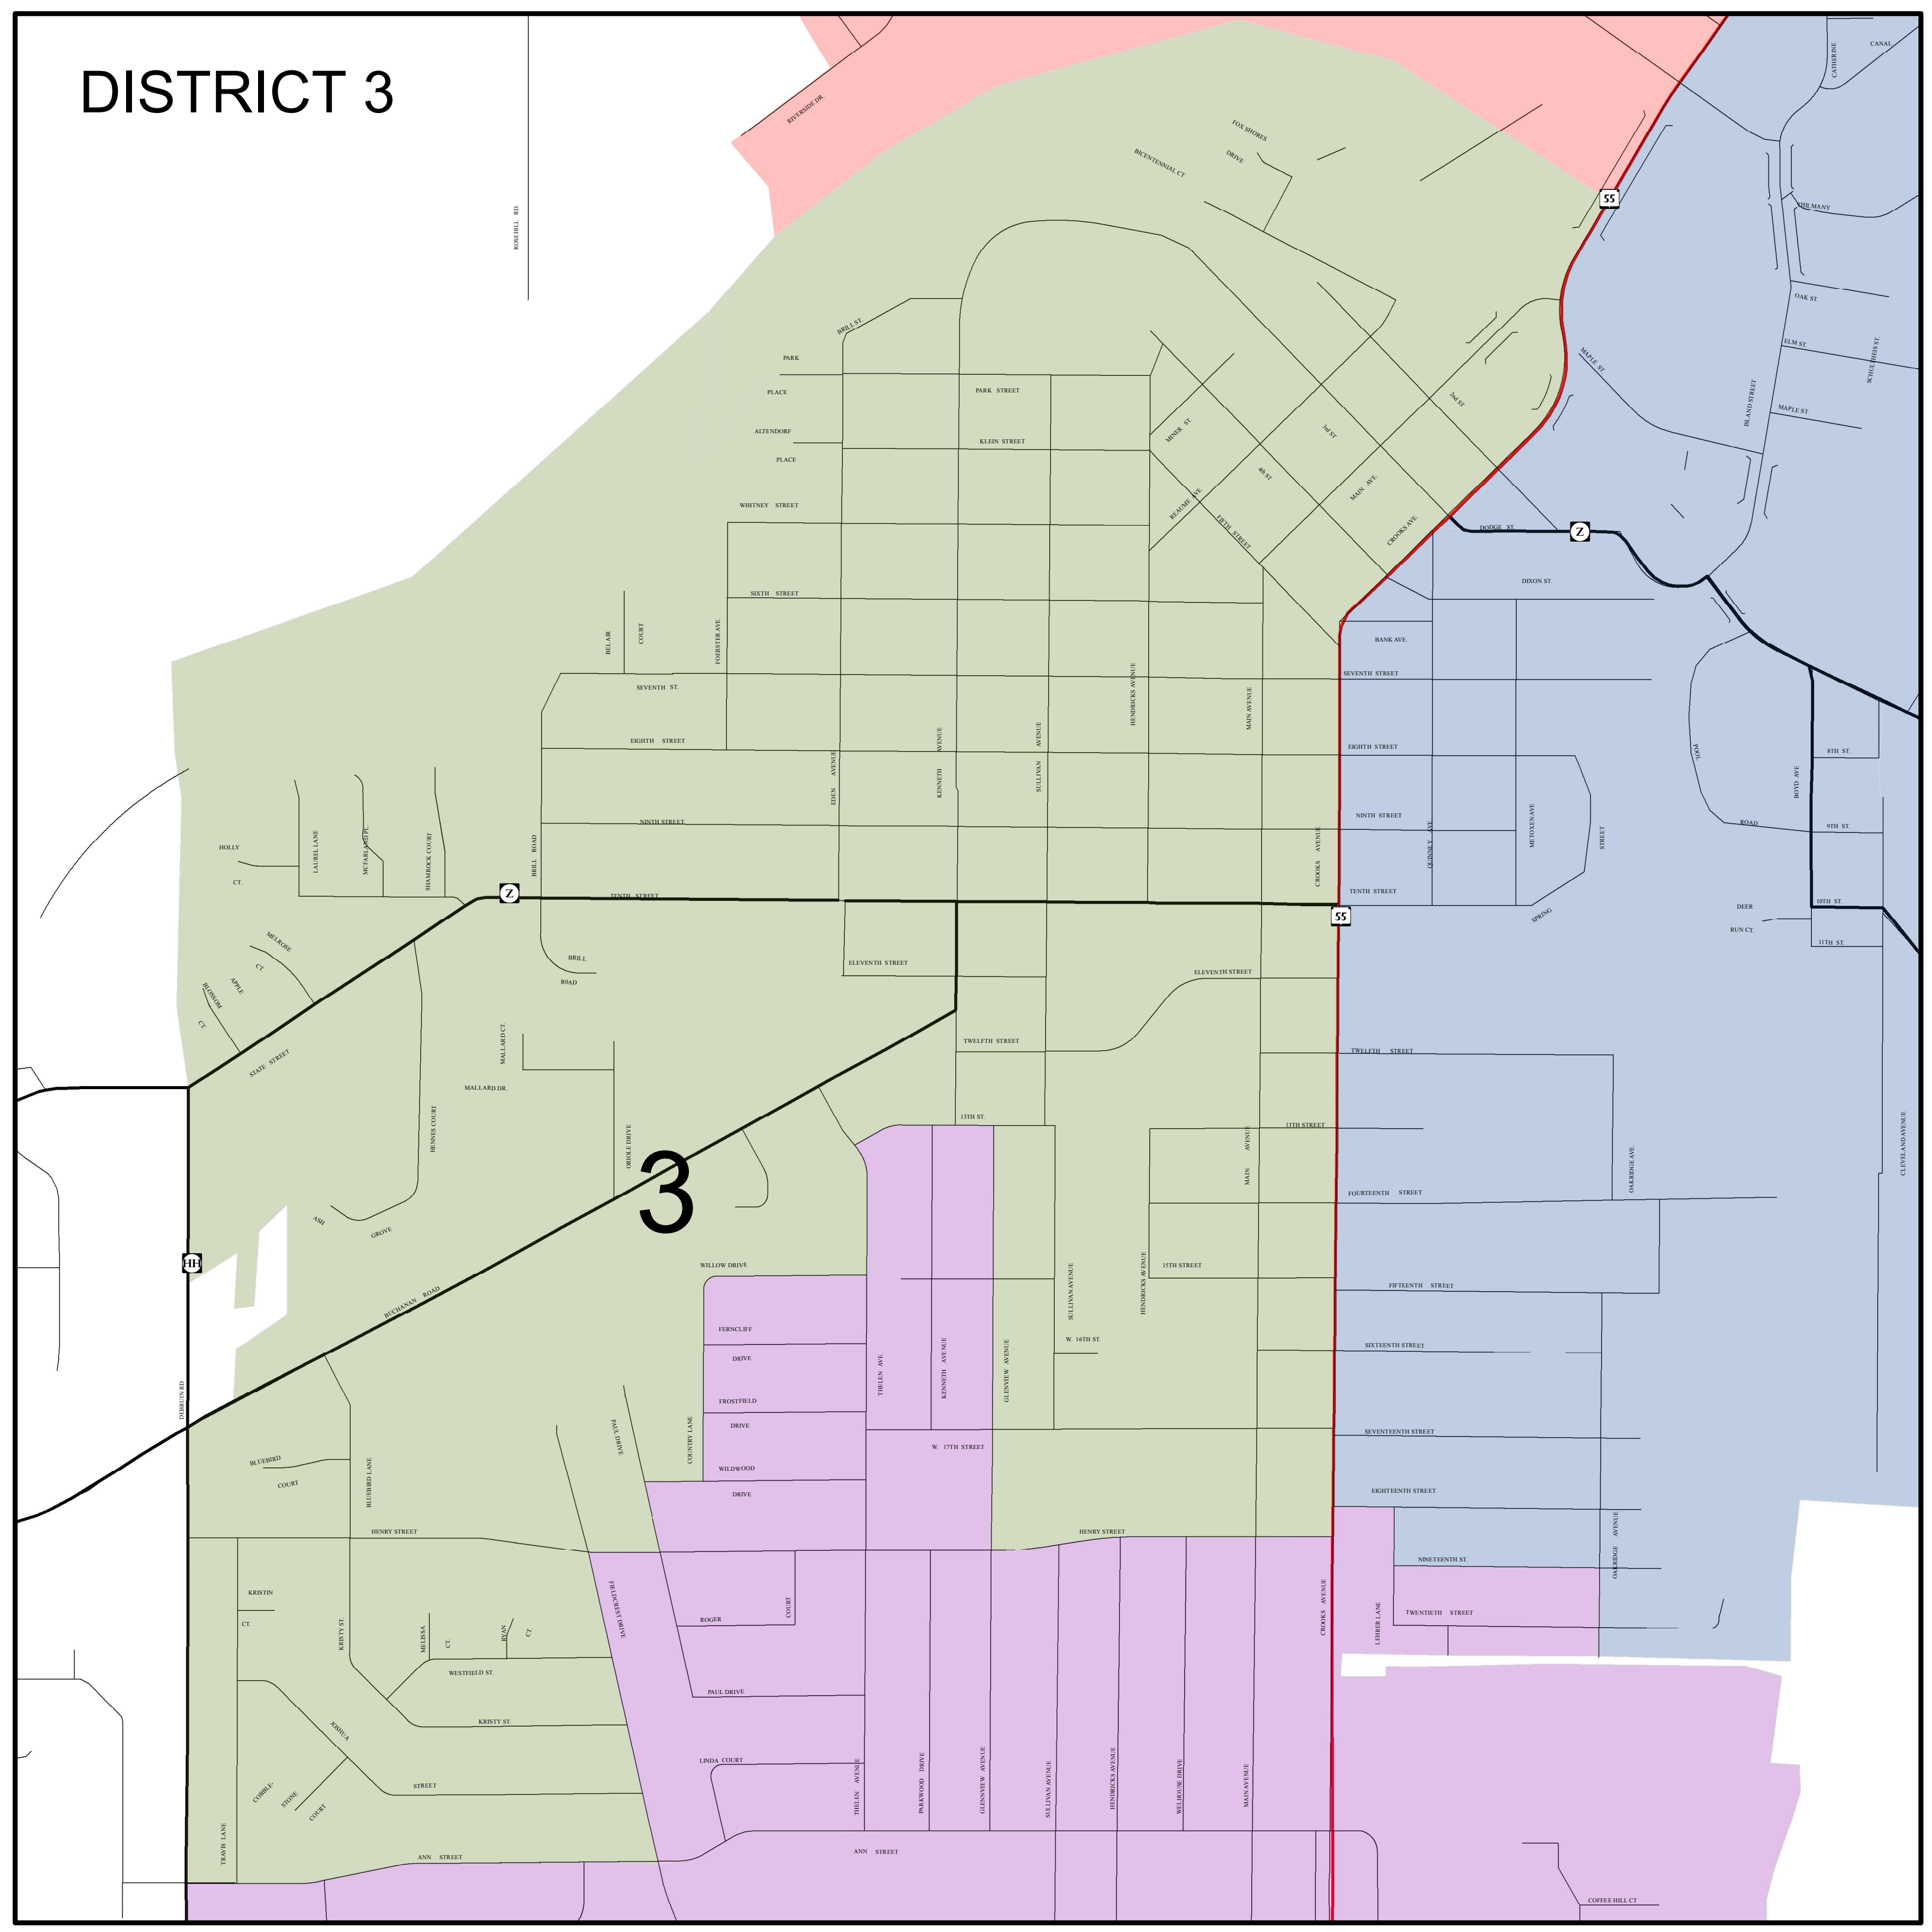 DISTRICT 3
CATHERINE
CANAL
RIVERSIDE DR.
FOX SHORES
DRIVE
BICENTENNIAL CT
ROSEHILL RD.
55
OAK ST.
ELM ST.
SCHULTHEIS ST.
MAPLE ST
ISLAND STREET
MAPLE ST
BRILL ST.
PARK
PLACE
PARK STREET
2nd ST
3rd ST
4th ST
MINER ST.
ALTENDORF
PLACE
KLEIN STREET
MAIN AVE.
REAUME AVE.
WHITNEY STREET
FIFTH STREET
CROOKS AVE.
DODGE ST.
Z
DIXON ST.
SIXTH STREET
BEL AIR
COURT
FOERSTER AVE.
BANK AVE.
SEVENTH ST.
SEVENTH STREET
HENDRICKS AVENUE
MAIN AVENUE
EIGHTH STREET
EIGHTH STREET
EDEN AVENUE
KENNETH AVENUE
SULLIVAN AVENUE
POOL
ROAD
BOYD AVE
8TH ST.
9TH ST.
10TH ST.
11TH ST.
NINTH STREET
NINTH STREET
CROOKS AVENUE
QUINNEY AVE.
METOXEN AVE
STREET
SPRING
HOLLY
CT.
LAUREL LANE
MCFARLAND PL.
SHAMROCK COURT
BRILL ROAD
Z
TENTH STREET
TENTH STREET
55
DEER
RUN CT.
MELROSE
CT.
APPLE
BLOSSOM
CT.
STATE STREET
BRILL
ROAD
ELEVENTH STREET
ELEVENTH STREET
MALLARD CT.
MALLARD DR.
TWELFTH STREET
TWELFTH STREET
HENNES COURT
ORIOLE DRIVE
13TH ST.
13TH STREET
MAIN AVENUE
OAKRIDGE AVE.
CLEVELAND AVENUE
3
FOURTEENTH STREET
ASH
GROVE
HH
BUCHANAN ROAD
WILLOW DRIVE
15TH STREET
FIFTEENTH STREET
SULLIVAN AVENUE
HENDRICKS AVENUE
FERNCLIFF
DRIVE
W. 16TH ST.
SIXTEENTH STREET
DEBRUIN RD
THELEN AVE.
KENNETH AVENUE
GLENVIEW AVENUE
FROSTFIELD
DRIVE
PAUL DRIVE
COUNTRY LANE
W. 17TH STREET
SEVENTEENTH STREET
BLUEBIRD
COURT
BLUEBIRD LANE
WILDWOOD
DRIVE
EIGHTEENTH STREET
HENRY STREET
HENRY STREET
OAKRIDGE AVENUE
NINETEENTH ST.
KRISTIN
CT.
KRISTY ST.
MELISSA
CT.
RYAN
CT.
FIELDCREST DRIVE
ROGER
COURT
CROOKS AVENUE
LEHRER LANE
TWENTIETH STREET
WESTFIELD ST.
PAUL DRIVE
KRISTY ST.
JOSHUA
STREET
LINDA COURT
COBBLE-
STONE
COURT
THELEN AVENUE
PARKWOOD DRIVE
GLENVIEW AVENUE
SULLIVAN AVENUE
HENDRICKS AVENUE
WELHOUSE DRIVE
MAIN AVENUE
TRAVIS LANE
ANN STREET
ANN STREET
COFFEE HILL CT